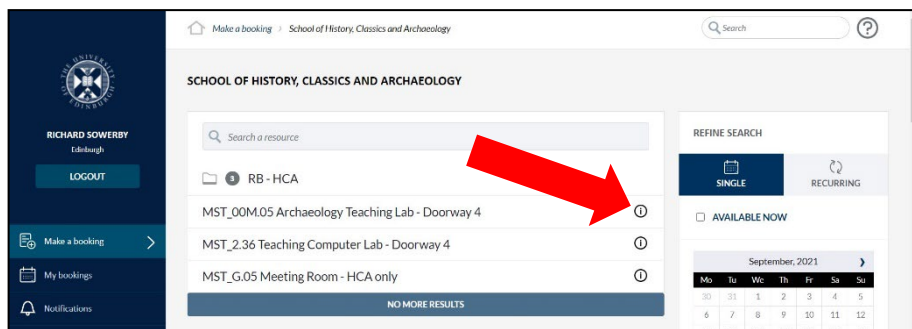 Make a booking / School of History, Classics and Archaeology
Search
?
THE UNIVERSITY OF EDINBURGH
RICHARD SOWERBY
Edinburgh
LOGOUT
Make a booking
My bookings
Notifications
SCHOOL OF HISTORY, CLASSICS AND ARCHAEOLOGY
Search a resource
3 RB - HCA
MST_00M.05 Archaeology Teaching Lab - Doorway 4
MST_2.36 Teaching Computer Lab - Doorway 4
MST_G.05 Meeting Room - HCA only
NO MORE RESULTS
REFINE SEARCH
SINGLE
RECURRING
AVAILABLE NOW
September, 2021
Mo Tu We Th Fr Sa Su
30 31 1 2 3 4 5
6 7 8 9 10 11 12